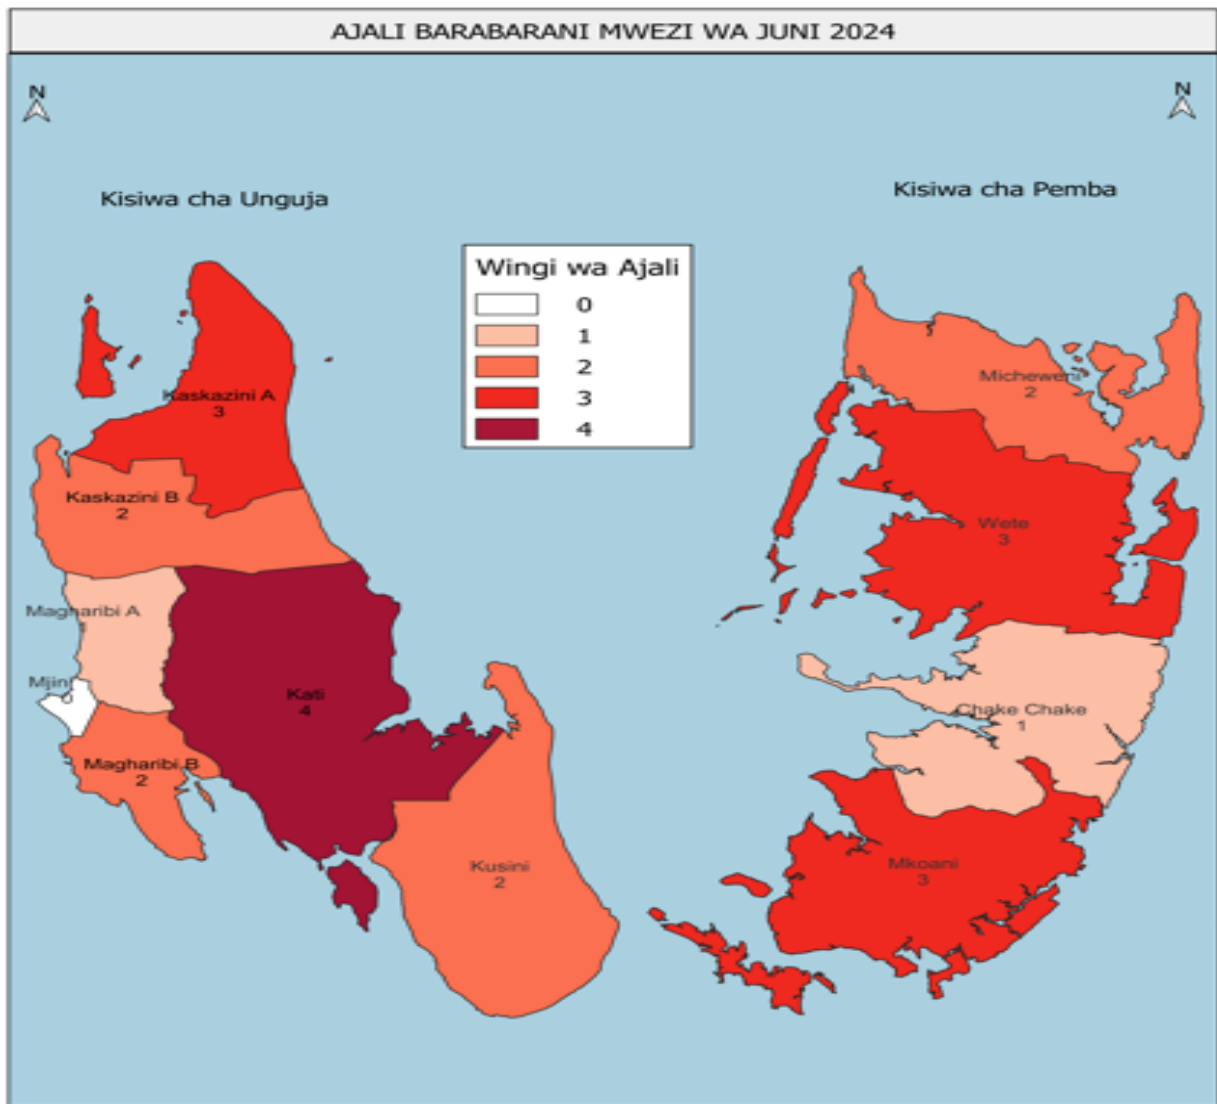 AJALI BARABARANI MWEZI WA JUNI 2024
N
N
Kisiwa cha Unguja
Kisiwa cha Pemba
Wingi wa Ajali
0
1
2
3
4
Kaskazini A
3
Kaskazini B
2
Magharibi A
Mjini
Kati
4
Magharibi B
2
Kusini
2
Micheweni
2
Wete
3
Chake Chake
1
Mkoani
3